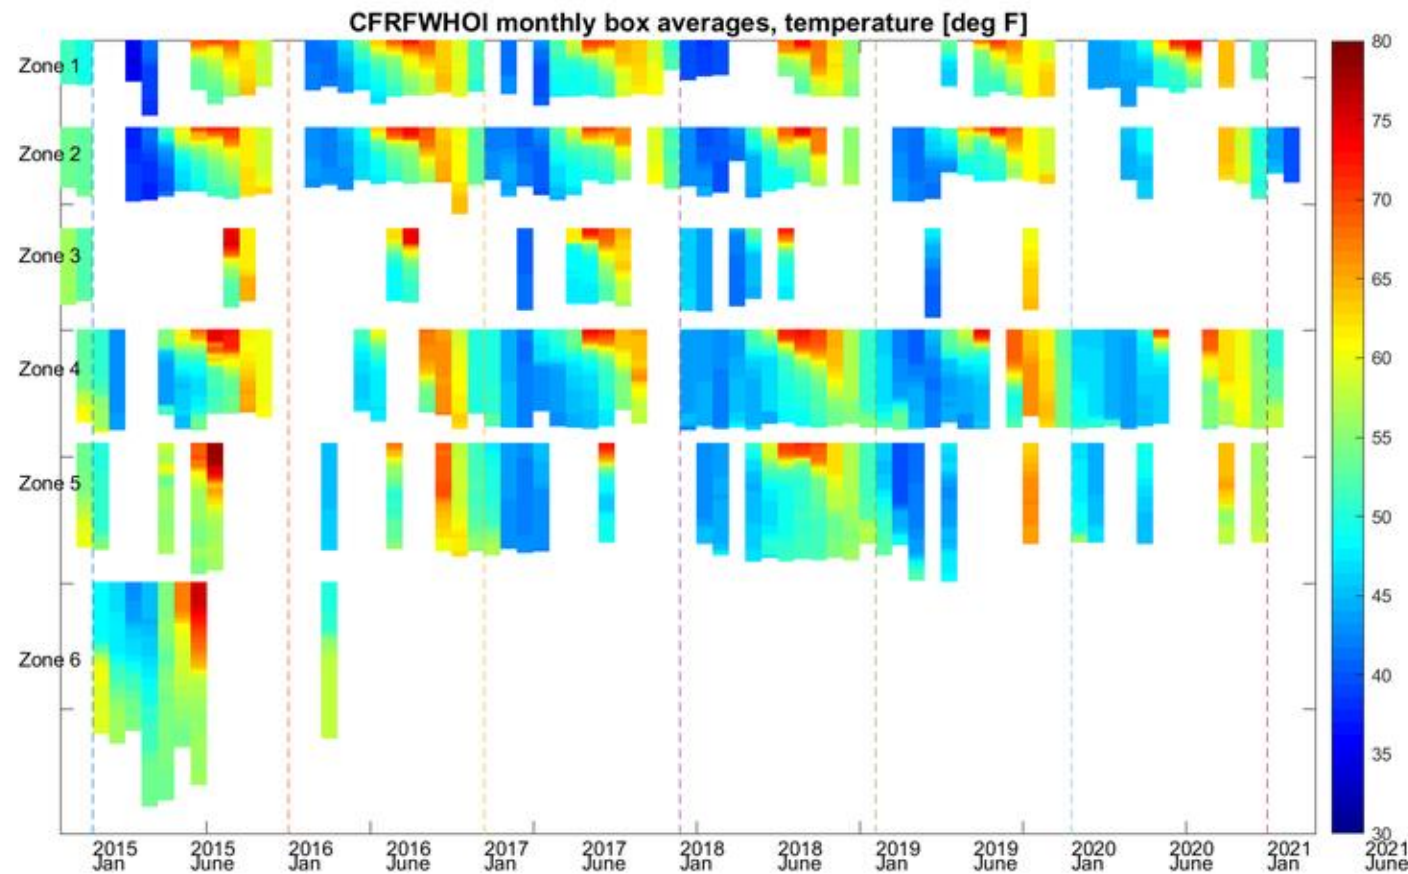 CFRFWHOI monthly box averages, temperature [deg F]
Zone 1
Zone 2
Zone 3
Zone 4
Zone 5
Zone 6
80
75
70
65
60
55
50
45
40
35
30
2015 2015 2016 2016 2017 2017 2018 2018 2019 2019 2020 2020 2021 2021
Jan June Jan June Jan June Jan June Jan June Jan June Jan June